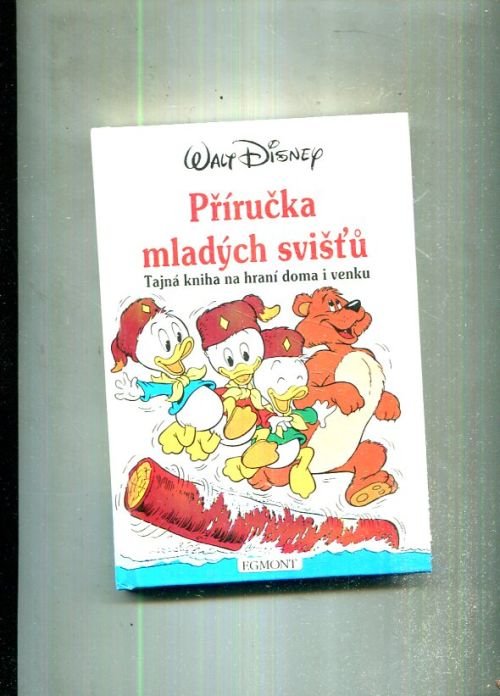 WALT DISNEY
Příručka
mladých svišťů
Tajná kniha na hraní doma i venku
EGMONT